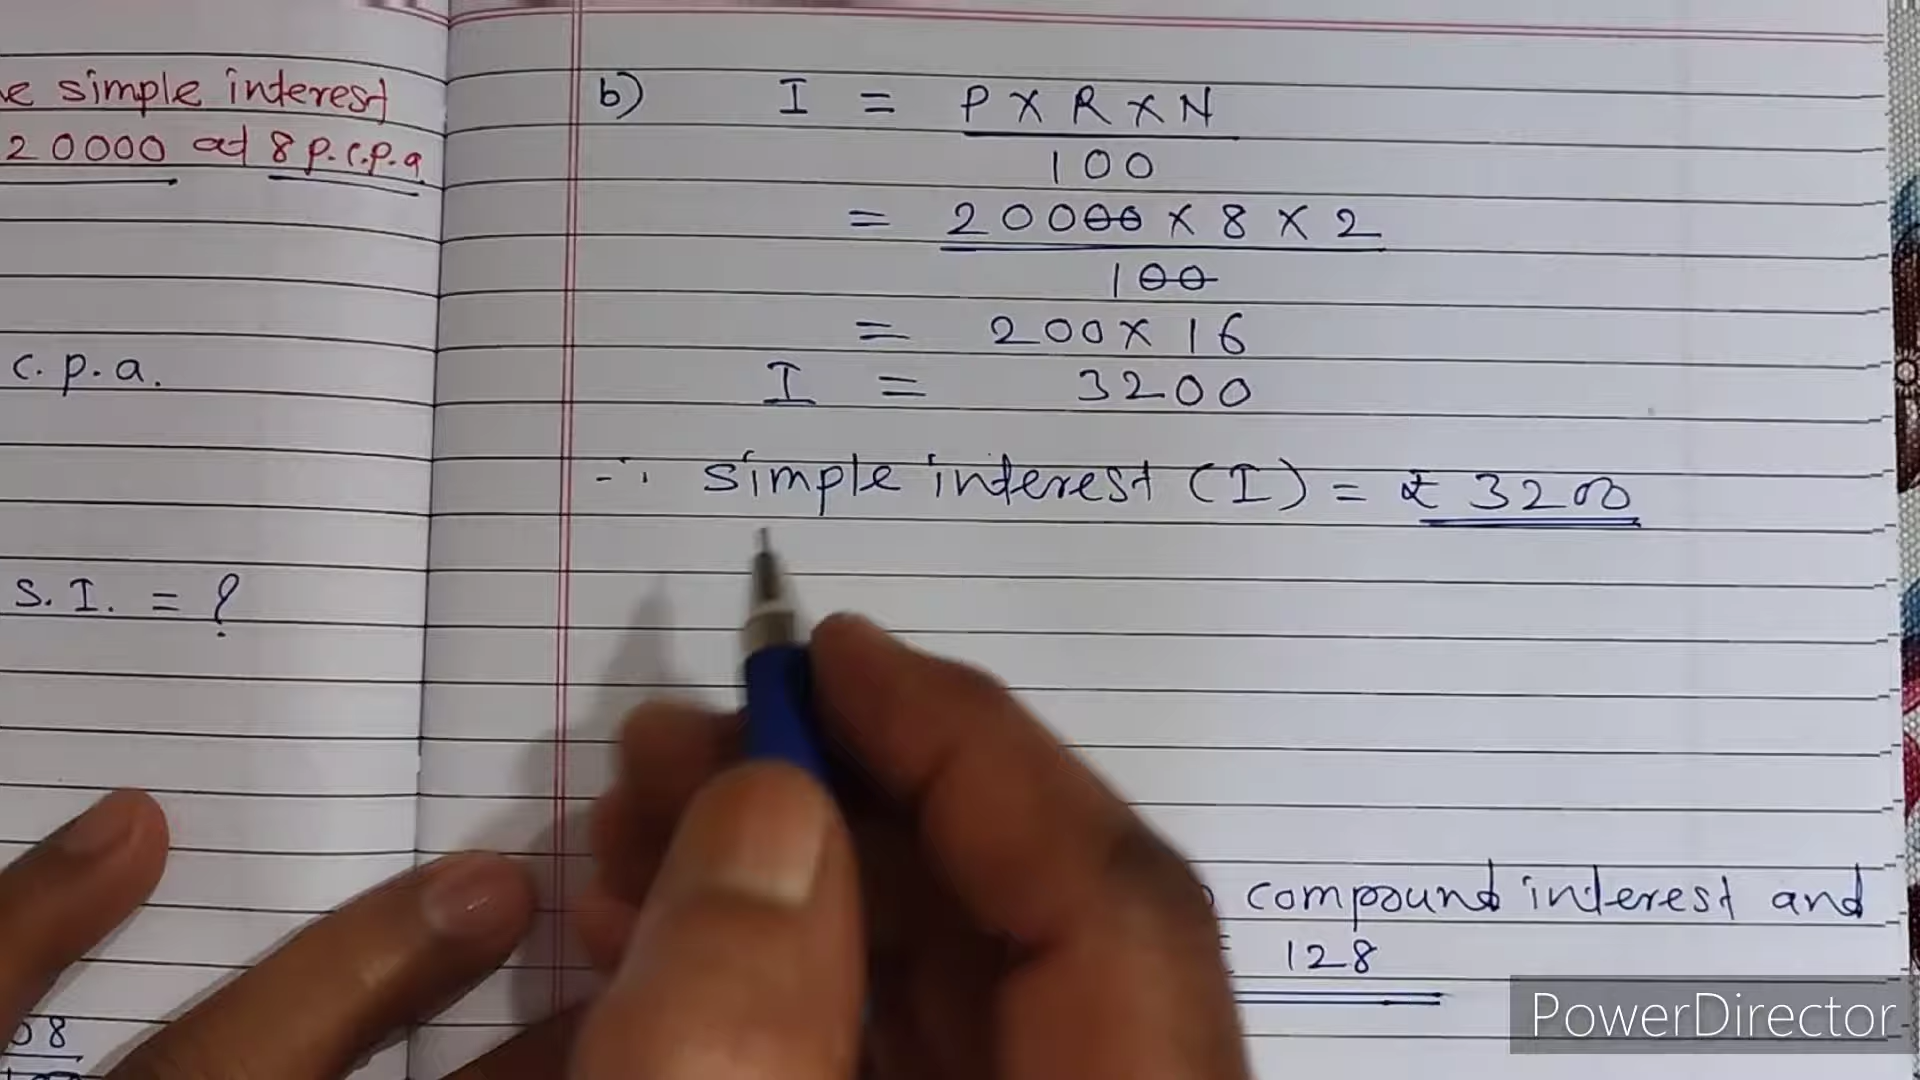 simple interest
20000 at 8 p.c.p.a
c. p. a.
S. I. = ?
08
b) I = P X R X N
100
= 20000 X 8 X 2
100
= 200 X 16
I = 3200
∴ simple interest (I) = ₹ 3200
compound interest and
128
PowerDirector